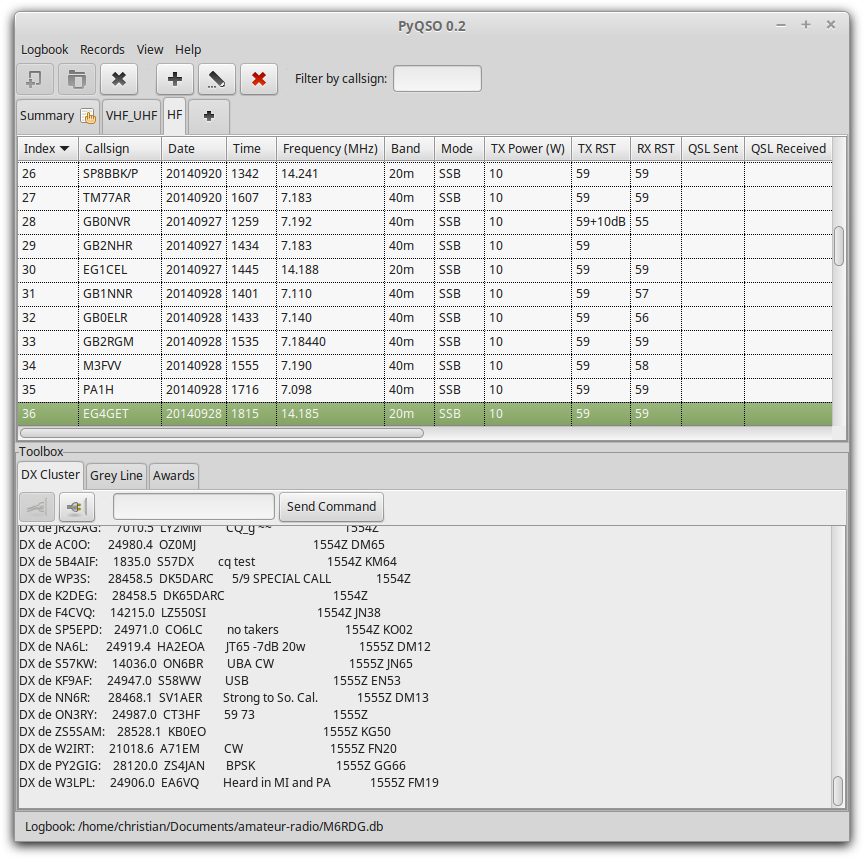 PyQSO 0.2
Logbook Records View Help
Filter by callsign:
Summary VHF_UHF HF
Index Callsign Date Time Frequency (MHz) Band Mode TX Power (W) TX RST RX RST QSL Sent QSL Received
26 SP8BBK/P 20140920 1342 14.241 20m SSB 10 59 59
27 TM77AR 20140920 1607 7.183 40m SSB 10 59 59
28 GB0NVR 20140927 1259 7.192 40m SSB 10 59+10dB 55
29 GB2NHR 20140927 1434 7.183 40m SSB 10 59
30 EG1CEL 20140927 1445 14.188 20m SSB 10 59 59
31 GB1NNR 20140928 1401 7.110 40m SSB 10 59 57
32 GB0ELR 20140928 1433 7.140 40m SSB 10 59 56
33 GB2RGM 20140928 1535 7.18440 40m SSB 10 59 59
34 M3FVV 20140928 1555 7.190 40m SSB 10 59 58
35 PA1H 20140928 1716 7.098 40m SSB 10 59 59
36 EG4GET 20140928 1815 14.185 20m SSB 10 59 59
Toolbox
DX Cluster Grey Line Awards
Send Command
DX de JR2GAG: 7010.5 LY2MM CQ_g ~~ 1554Z
DX de AC0O: 24980.4 OZ0MJ 1554Z DM65
DX de 5B4AIF: 1835.0 S57DX cq test 1554Z KM64
DX de WP3S: 28458.5 DK5DARC 5/9 SPECIAL CALL 1554Z
DX de K2DEG: 28458.5 DK65DARC 1554Z
DX de F4CVQ: 14215.0 LZ550SI 1554Z JN38
DX de SP5EPD: 24971.0 CO6LC no takers 1554Z KO02
DX de NA6L: 24919.4 HA2EOA JT65 -7dB 20w 1555Z DM12
DX de S57KW: 14036.0 ON6BR UBA CW 1555Z JN65
DX de KF9AF: 24947.0 S58WW USB 1555Z EN53
DX de NN6R: 28468.1 SV1AER Strong to So. Cal. 1555Z DM13
DX de ON3RY: 24987.0 CT3HF 59 73 1555Z
DX de ZS5SAM: 28528.1 KB0EO 1555Z KG50
DX de W2IRT: 21018.6 A71EM CW 1555Z FN20
DX de PY2GIG: 28120.0 ZS4JAN BPSK 1555Z GG66
DX de W3LPL: 24906.0 EA6VQ Heard in MI and PA 1555Z FM19
Logbook: /home/christian/Documents/amateur-radio/M6RDG.db